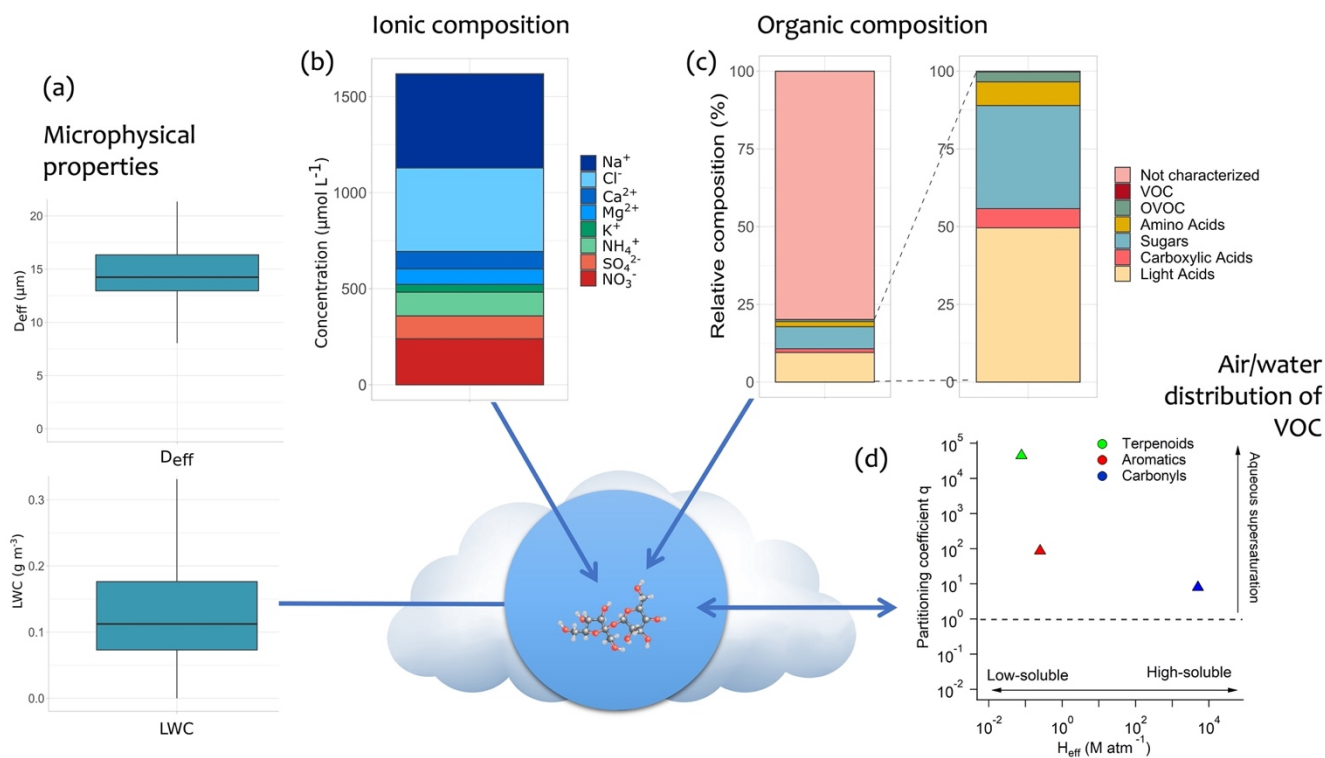 Ionic composition
Organic composition
(a)
Microphysical
properties
20
15
10
5
0
D_eff (µm)
D_eff
0.3
0.2
0.1
0.0
LWC (g m⁻³)
LWC
(b)
1500
1000
500
0
Concentration (µmol L⁻¹)
Na⁺
Cl⁻
Ca²⁺
Mg²⁺
K⁺
NH₄⁺
SO₄²⁻
NO₃⁻
(c)
100
75
50
25
0
Relative composition (%)
100
75
50
25
0
Not characterized
VOC
OVOC
Amino Acids
Sugars
Carboxylic Acids
Light Acids
Air/water
distribution of
VOC
(d)
10⁵
10⁴
10³
10²
10¹
10⁰
10⁻¹
10⁻²
Partitioning coefficient q
Terpenoids
Aromatics
Carbonyls
Aqueous supersaturation
Low-soluble
High-soluble
10⁻²
10⁰
10²
10⁴
H_eff (M atm⁻¹)